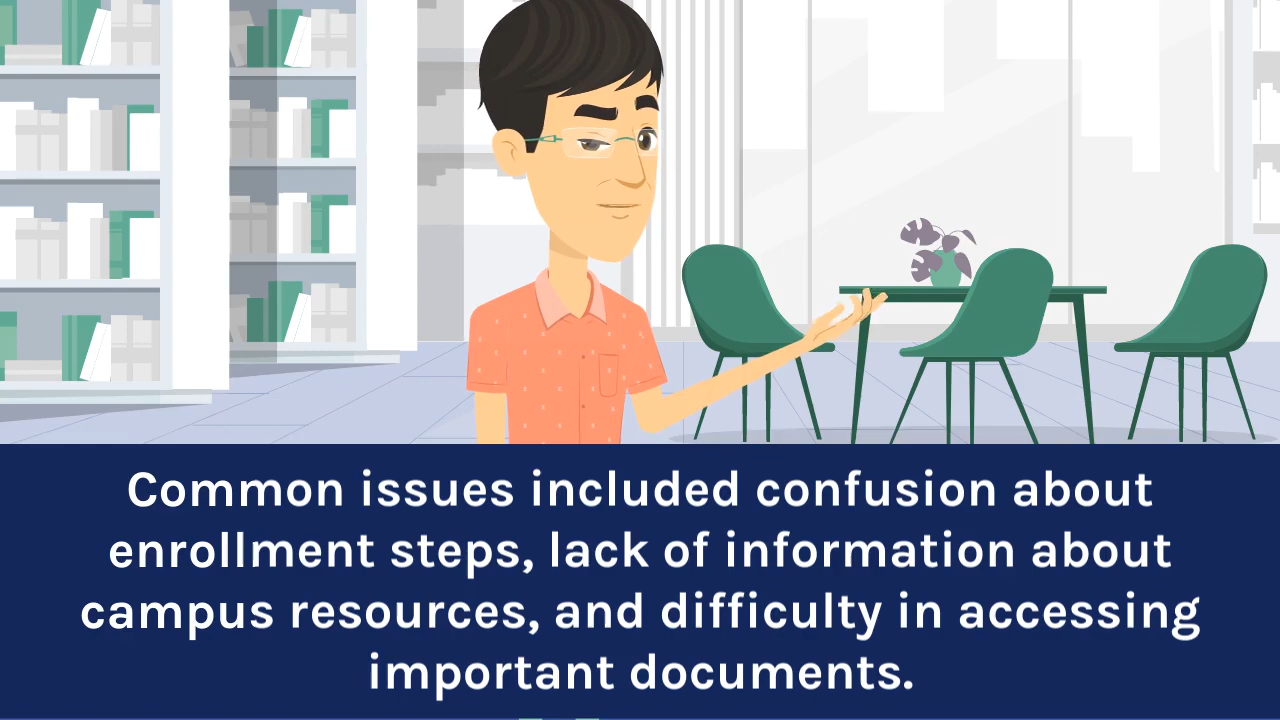 Common issues included confusion about
enrollment steps, lack of information about
campus resources, and difficulty in accessing
important documents.